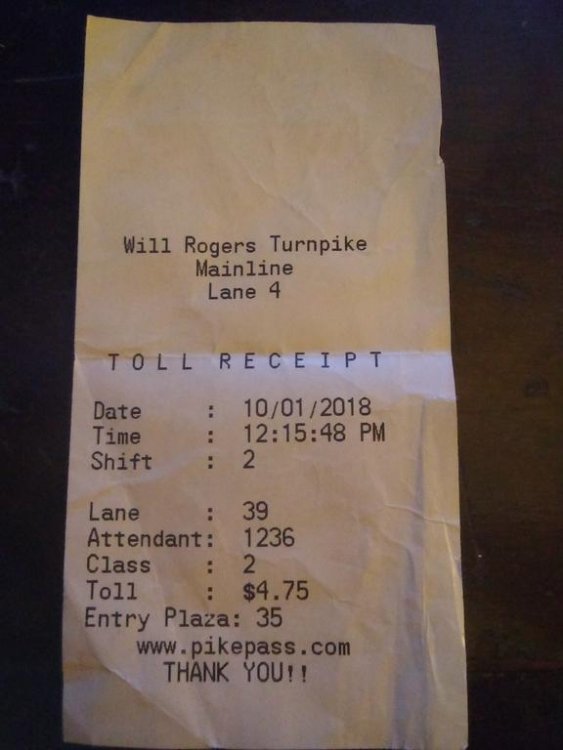 Will Rogers Turnpike
Mainline
Lane 4
TOLL RECEIPT
Date : 10/01/2018
Time : 12:15:48 PM
Shift : 2
Lane : 39
Attendant: 1236
Class : 2
Toll : $4.75
Entry Plaza: 35
www.pikepass.com
THANK YOU!!